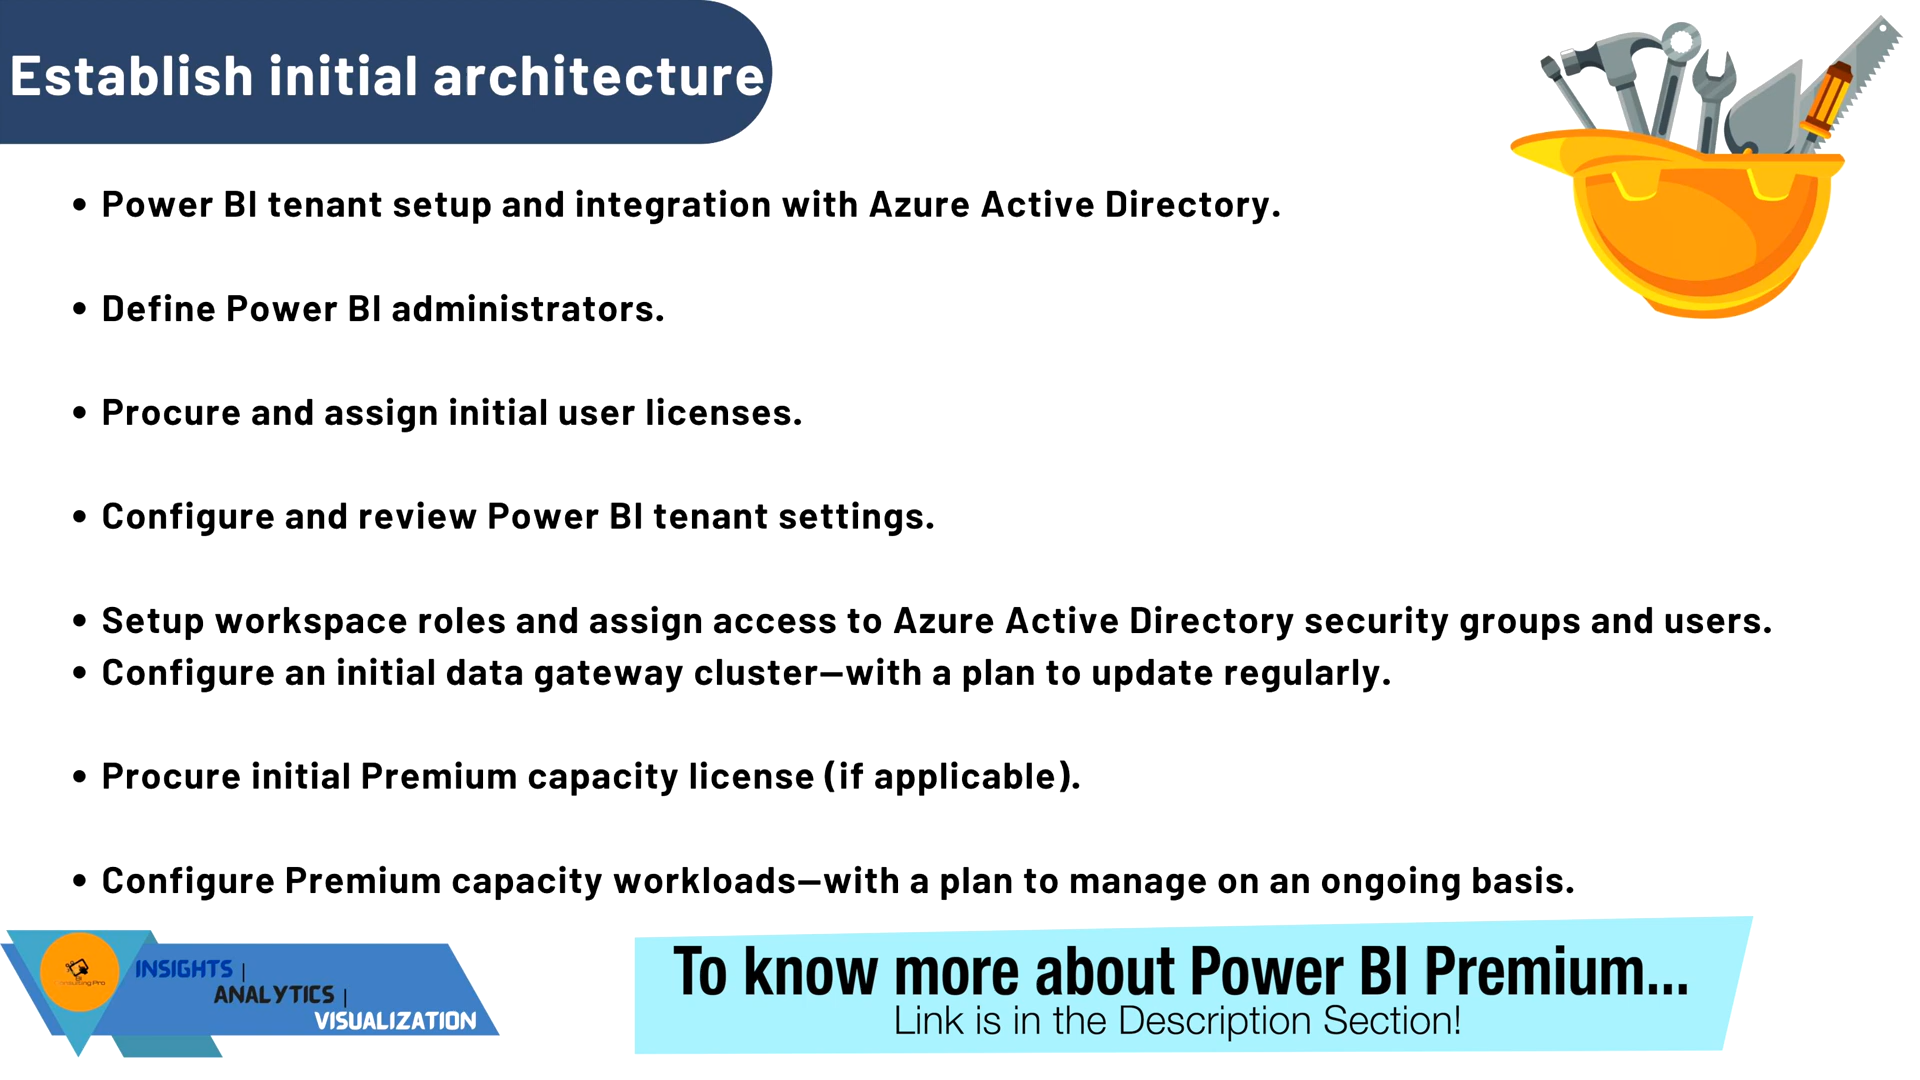 Establish initial architecture
• Power BI tenant setup and integration with Azure Active Directory.
• Define Power BI administrators.
• Procure and assign initial user licenses.
• Configure and review Power BI tenant settings.
• Setup workspace roles and assign access to Azure Active Directory security groups and users.
• Configure an initial data gateway cluster—with a plan to update regularly.
• Procure initial Premium capacity license (if applicable).
• Configure Premium capacity workloads—with a plan to manage on an ongoing basis.
INSIGHTS |
ANALYTICS |
VISUALIZATION
To know more about Power BI Premium...
Link is in the Description Section!